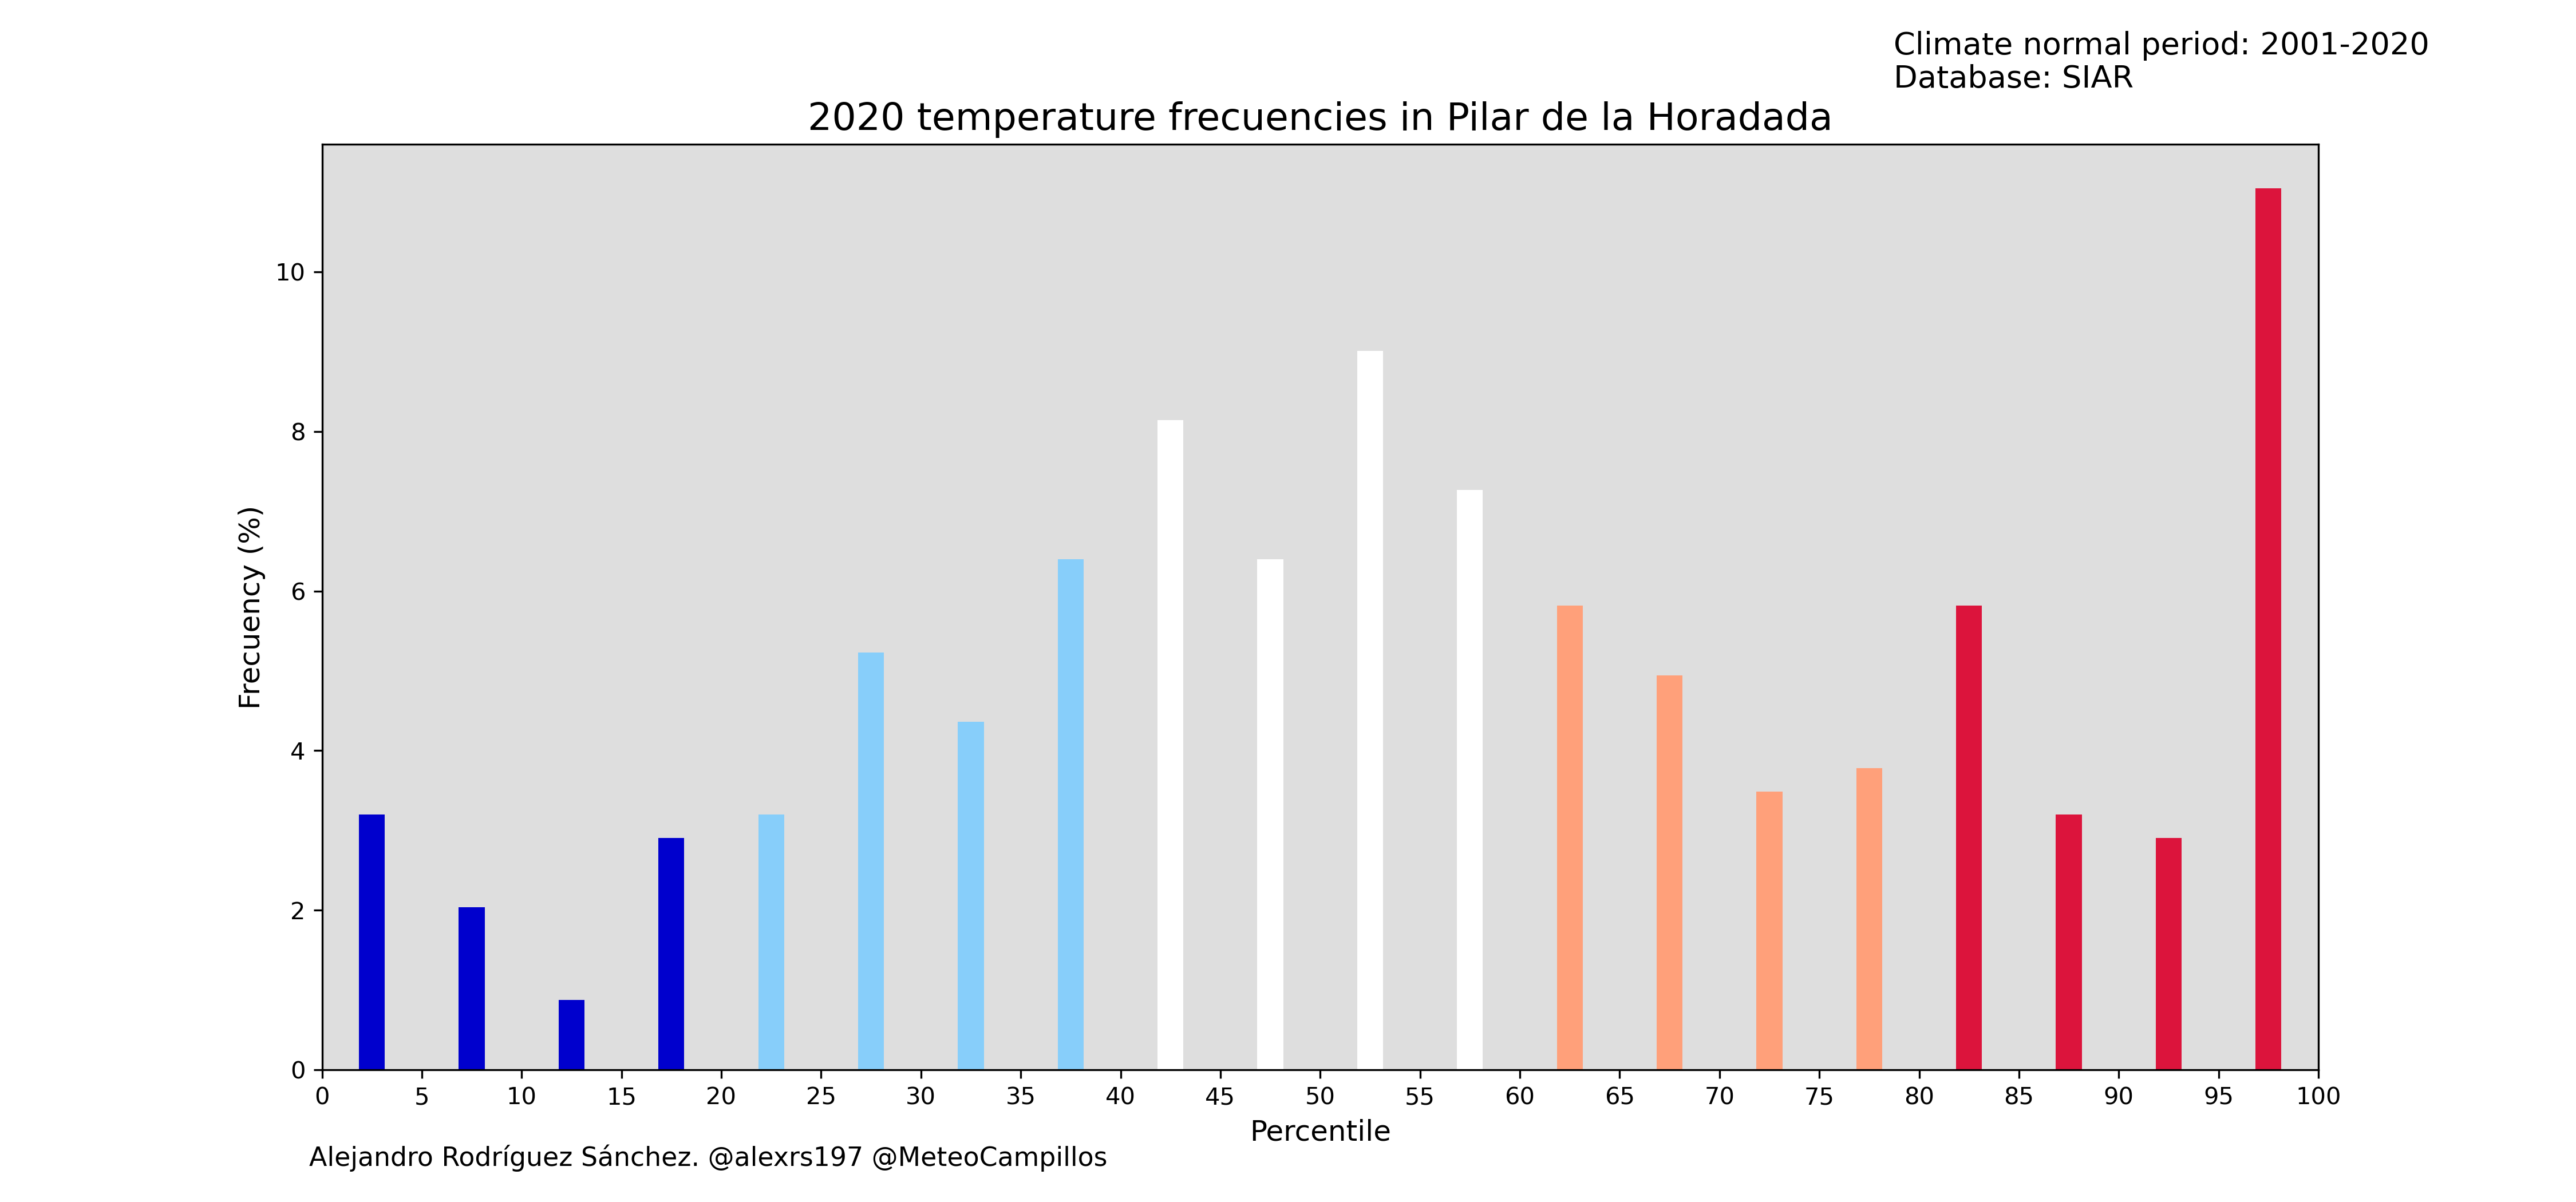 Climate normal period: 2001-2020
Database: SIAR
2020 temperature frecuencies in Pilar de la Horadada
Frecuency (%)
10
8
6
4
2
0
0 5 10 15 20 25 30 35 40 45 50 55 60 65 70 75 80 85 90 95 100
Percentile
Alejandro Rodríguez Sánchez. @alexrs197 @MeteoCampillos